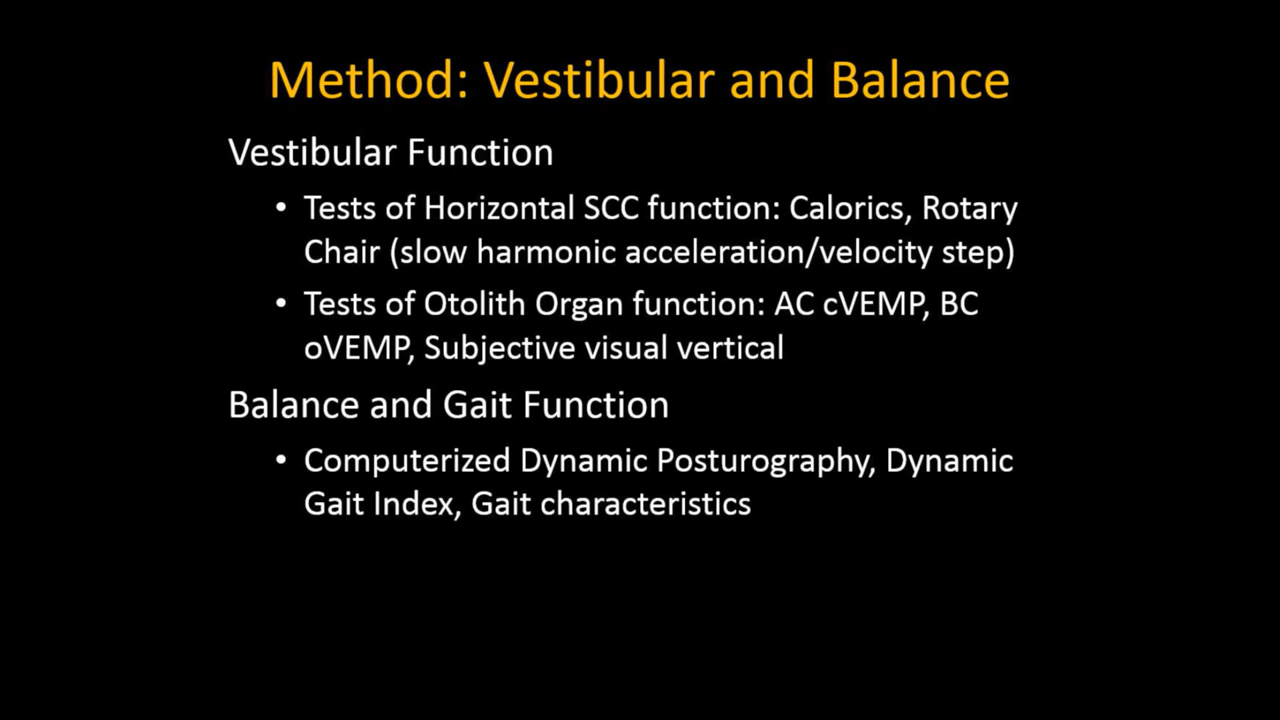 Method: Vestibular and Balance
Vestibular Function
• Tests of Horizontal SCC function: Calorics, Rotary
Chair (slow harmonic acceleration/velocity step)
• Tests of Otolith Organ function: AC cVEMP, BC
oVEMP, Subjective visual vertical
Balance and Gait Function
• Computerized Dynamic Posturography, Dynamic
Gait Index, Gait characteristics